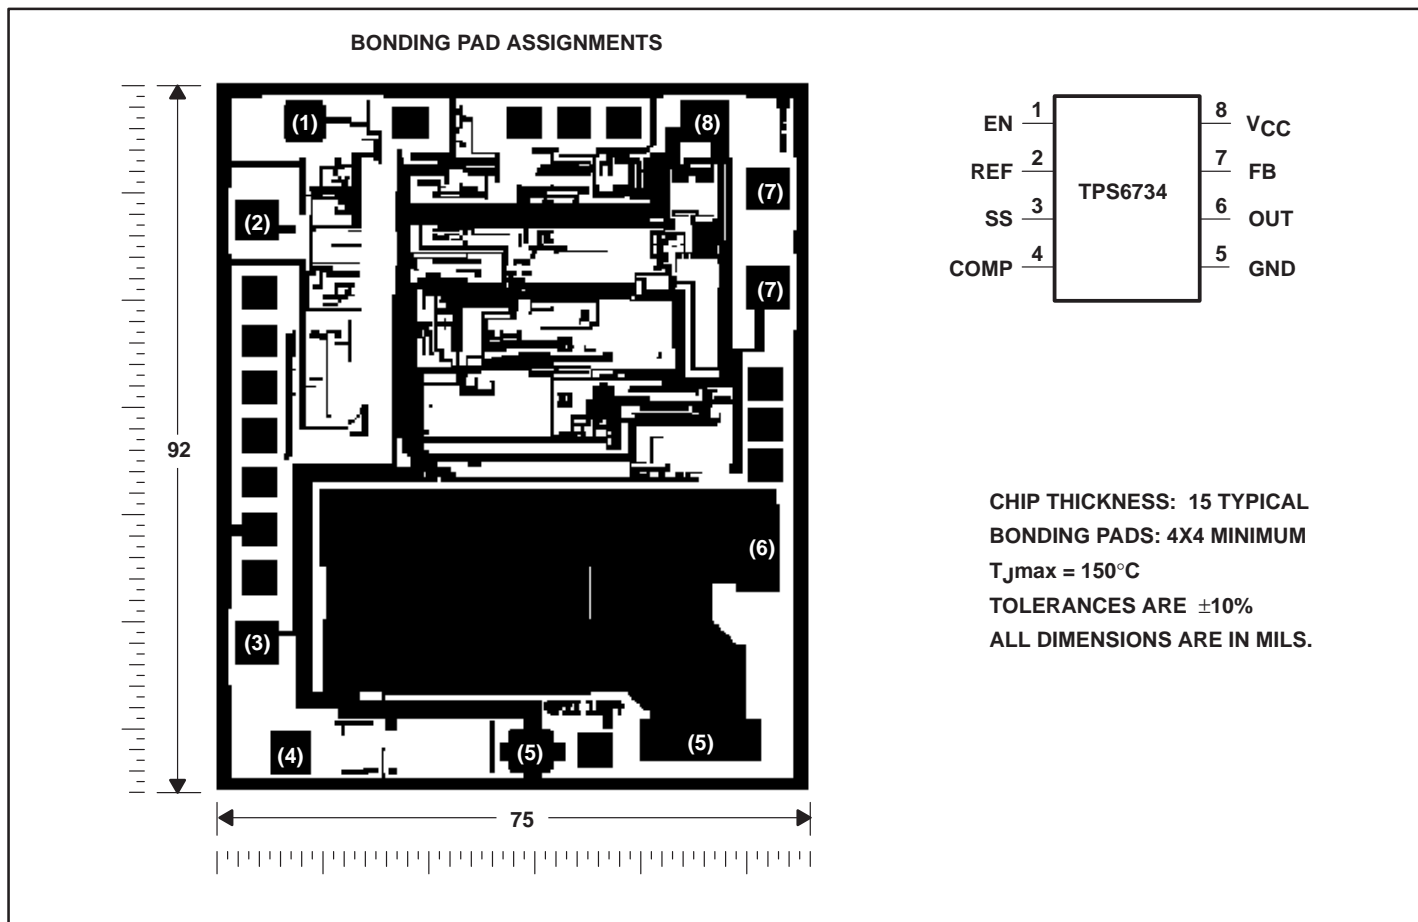 BONDING PAD ASSIGNMENTS
(1)
(8)
(7)
(2)
(7)
92
(6)
(3)
(4)
(5)
(5)
75
EN 1
8 VCC
REF 2
7 FB
TPS6734
SS 3
6 OUT
COMP 4
5 GND
CHIP THICKNESS: 15 TYPICAL
BONDING PADS: 4X4 MINIMUM
TJmax = 150°C
TOLERANCES ARE ±10%
ALL DIMENSIONS ARE IN MILS.